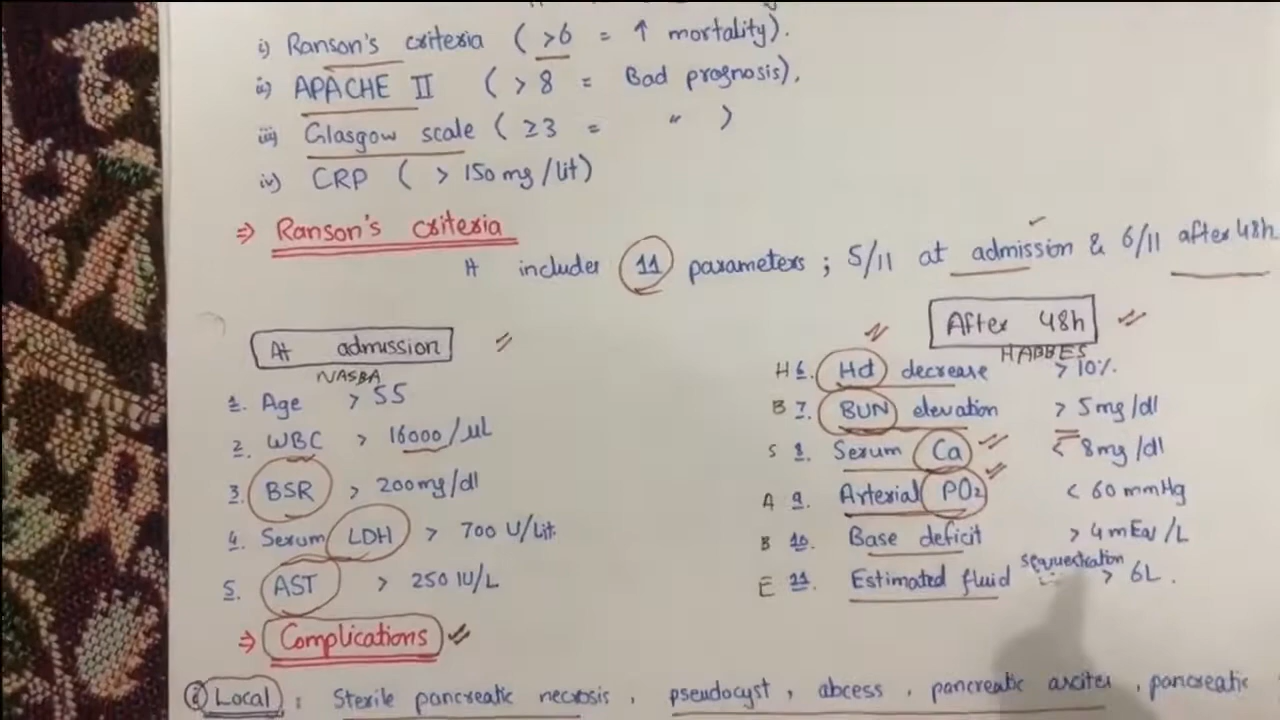 i) Ranson's criteria ( >6 = ↑ mortality).
ii) APACHE II ( > 8 = Bad prognosis),
iii) Glasgow scale ( ≥3 = " )
iv) CRP ( > 150 mg/lit)
⇒ Ranson's criteria
It includes 11 parameters ; 5/11 at admission & 6/11 after 48h
At admission
NASBA
1. Age > 55
2. WBC > 16000/μL
3. BSR > 200mg/dl
4. Serum LDH > 700 U/Lit.
5. AST > 250 IU/L
After 48h
HABBES
H 6. Hct decrease > 10%.
B 7. BUN elevation > 5mg/dl
S 8. Serum Ca < 8mg/dl
A 9. Arterial PO2 < 60 mmHg
B 10. Base deficit > 4 mEq/L
E 11. Estimated fluid sequestration > 6L.
⇒ Complications
i) Local : Sterile pancreatic necrosis, pseudocyst, abcess, pancreatic ascites, pancreatic